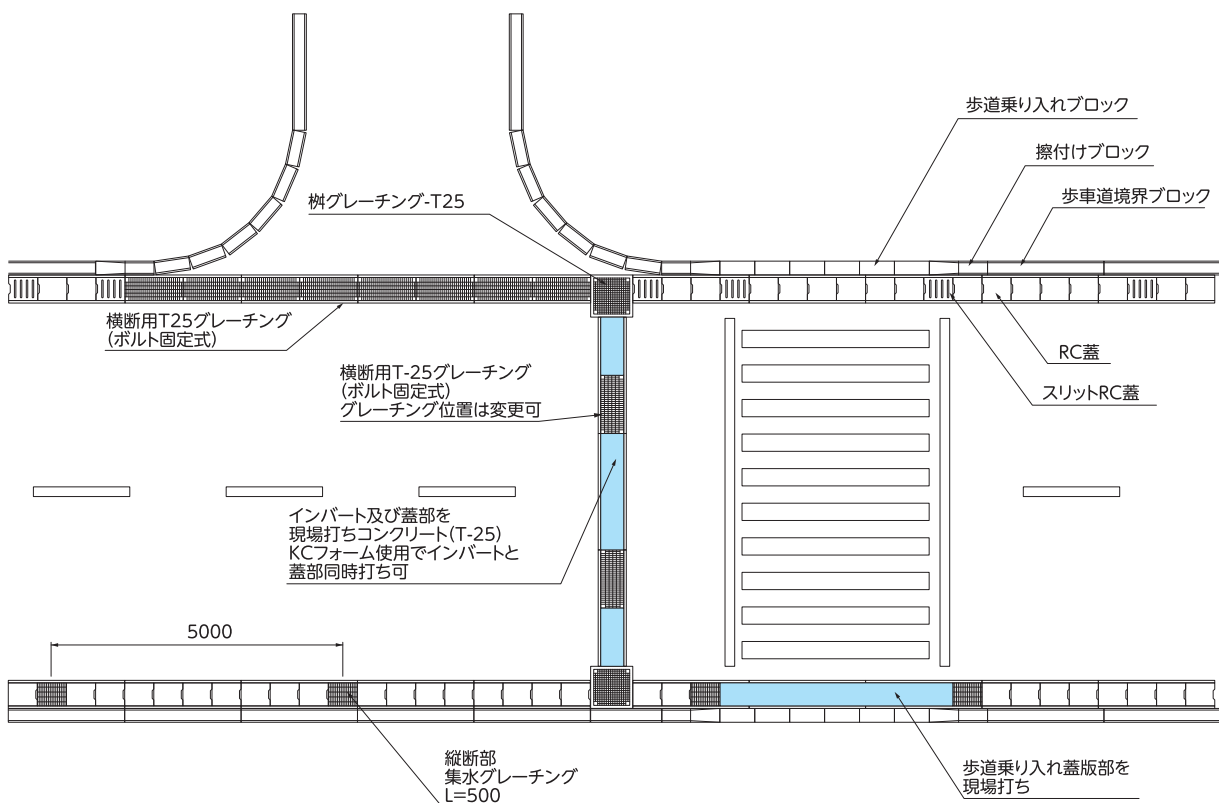 歩道乗り入れブロック
擦付けブロック
歩車道境界ブロック
桝グレーチング-T25
横断用T25グレーチング
(ボルト固定式)
横断用T-25グレーチング
(ボルト固定式)
グレーチング位置は変更可
RC蓋
スリットRC蓋
インバート及び蓋部を
現場打ちコンクリート(T-25)
KCフォーム使用でインバートと
蓋部同時打ち可
5000
縦断部
集水グレーチング
L=500
歩道乗り入れ蓋版部を
現場打ち